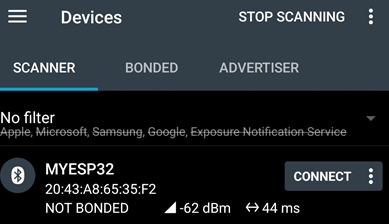 Devices STOP SCANNING
SCANNER BONDED ADVERTISER
No filter
Apple, Microsoft, Samsung, Google, Exposure Notification Service
MYESP32
CONNECT
20:43:A8:65:35:F2
NOT BONDED -62 dBm ↔ 44 ms